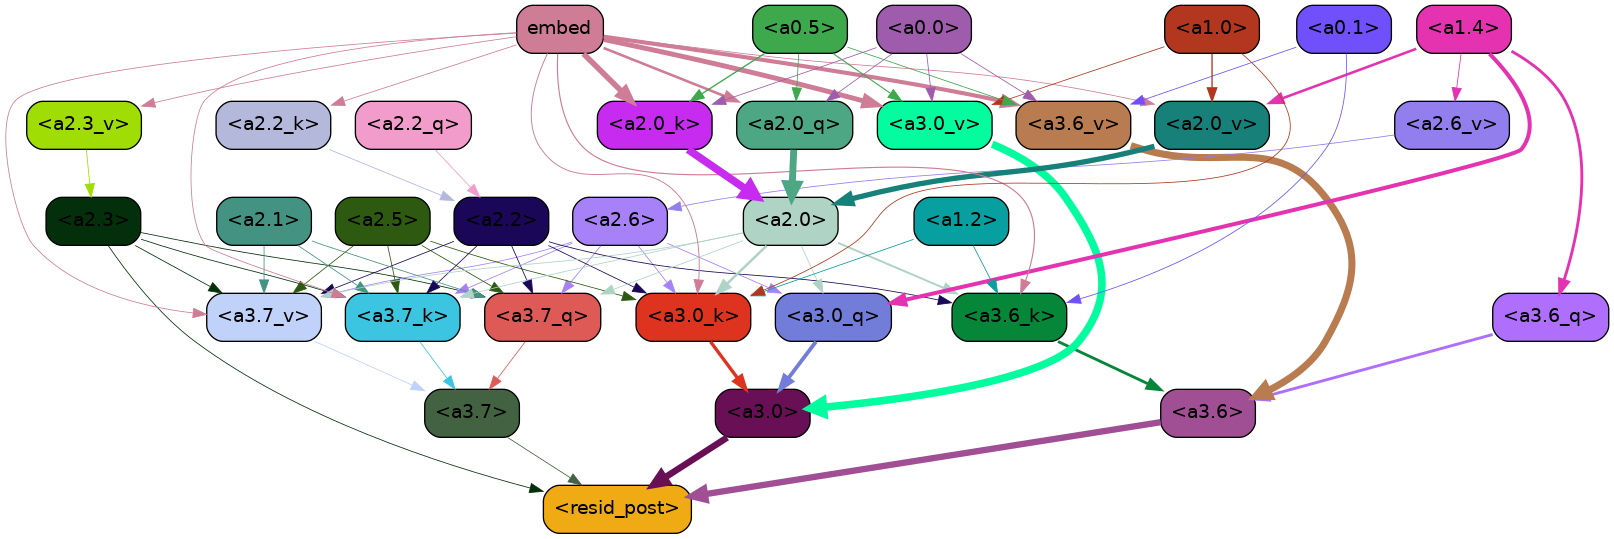 embed
<a0.5>
<a0.0>
<a1.0>
<a0.1>
<a1.4>
<a2.3_v>
<a2.2_k>
<a2.2_q>
<a2.0_k>
<a2.0_q>
<a3.0_v>
<a3.6_v>
<a2.0_v>
<a2.6_v>
<a2.3>
<a2.1>
<a2.5>
<a2.2>
<a2.6>
<a2.0>
<a1.2>
<a3.7_v>
<a3.7_k>
<a3.7_q>
<a3.0_k>
<a3.0_q>
<a3.6_k>
<a3.6_q>
<a3.7>
<a3.0>
<a3.6>
<resid_post>